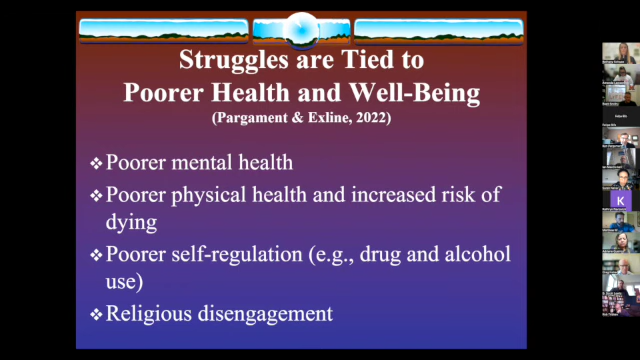 Struggles are Tied to
Poorer Health and Well-Being
(Pargament & Exline, 2022)
❖Poorer mental health
❖Poorer physical health and increased risk of
dying
❖Poorer self-regulation (e.g., drug and alcohol
use)
❖Religious disengagement
K